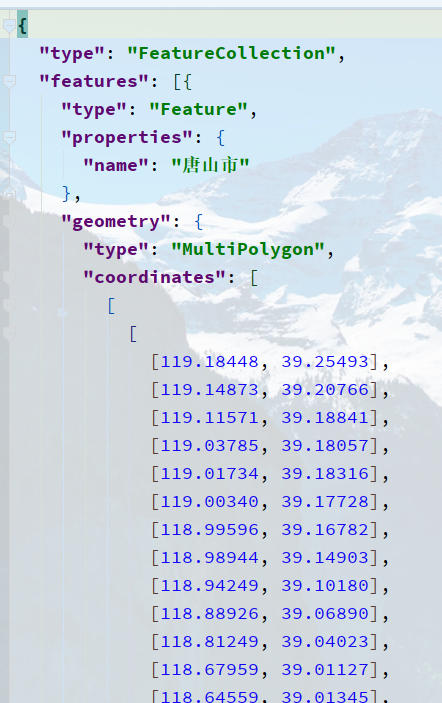 {
"type": "FeatureCollection",
"features": [{
"type": "Feature",
"properties": {
"name": "唐山市"
},
"geometry": {
"type": "MultiPolygon",
"coordinates": [
[
[
[119.18448, 39.25493],
[119.14873, 39.20766],
[119.11571, 39.18841],
[119.03785, 39.18057],
[119.01734, 39.18316],
[119.00340, 39.17728],
[118.99596, 39.16782],
[118.98944, 39.14903],
[118.94249, 39.10180],
[118.88926, 39.06890],
[118.81249, 39.04023],
[118.67959, 39.01127],
[118.64559, 39.01345],